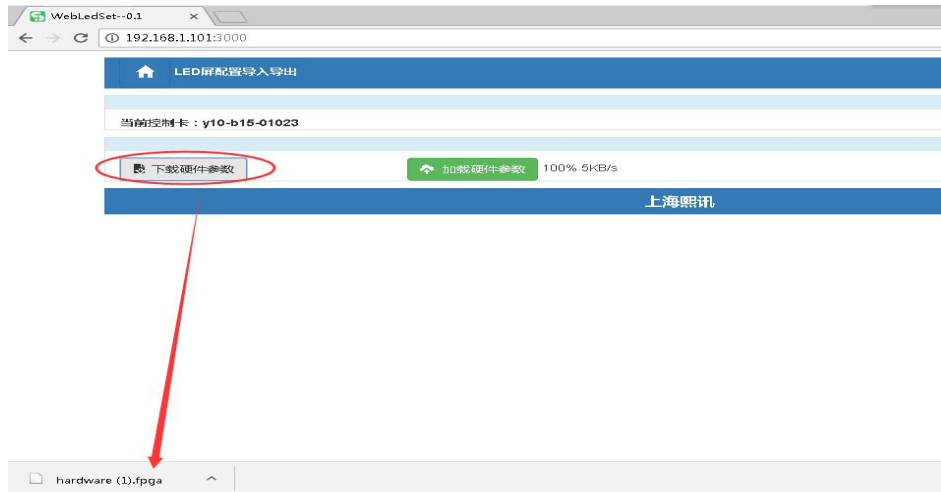 WebLedSet--0.1
192.168.1.101:3000
LED屏配置导入导出
当前控制卡：y10-b15-01023
下载硬件参数
加载硬件参数 100% 5KB/s
上海熙讯
hardware (1).fpga